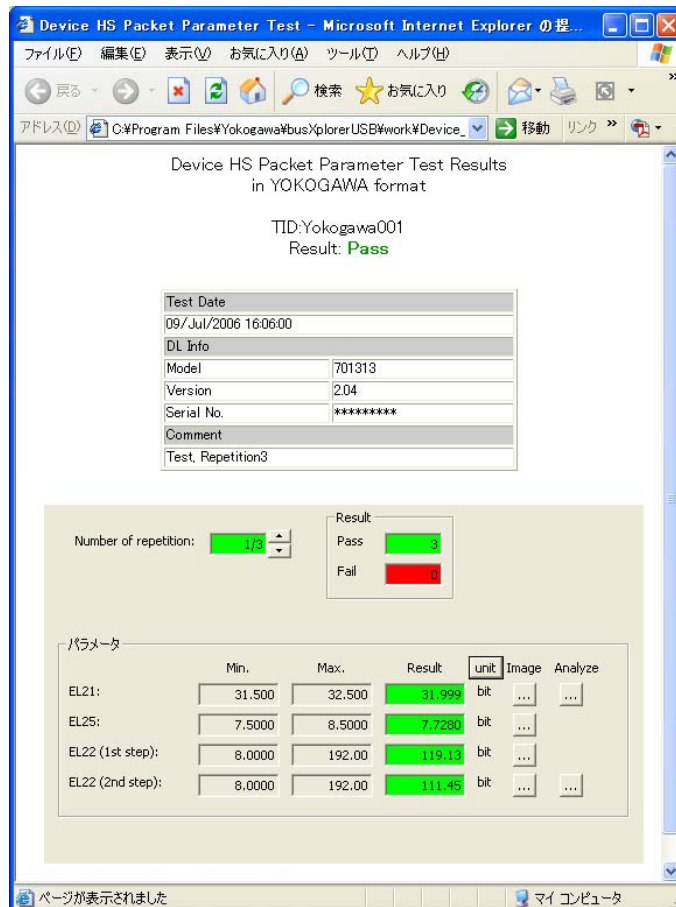 Device HS Packet Parameter Test - Microsoft Internet Explorer の提...
ファイル(F) 編集(E) 表示(V) お気に入り(A) ツール(T) ヘルプ(H)
戻る 検索 お気に入り
アドレス(D) C:¥Program Files¥Yokogawa¥busXplorerUSB¥work¥Device_ 移動 リンク »
Device HS Packet Parameter Test Results
in YOKOGAWA format
TID:Yokogawa001
Result: Pass
Test Date
09/Jul/2006 16:06:00
DL Info
Model 701313
Version 2.04
Serial No. *********
Comment
Test, Repetition3
Number of repetition: 1/3
Result
Pass 3
Fail 0
パラメータ
Min. Max. Result unit Image Analyze
EL21: 31.500 32.500 31.999 bit ... ...
EL25: 7.5000 8.5000 7.7280 bit ...
EL22 (1st step): 8.0000 192.00 119.13 bit ...
EL22 (2nd step): 8.0000 192.00 111.45 bit ... ...
ページが表示されました マイ コンピュータ